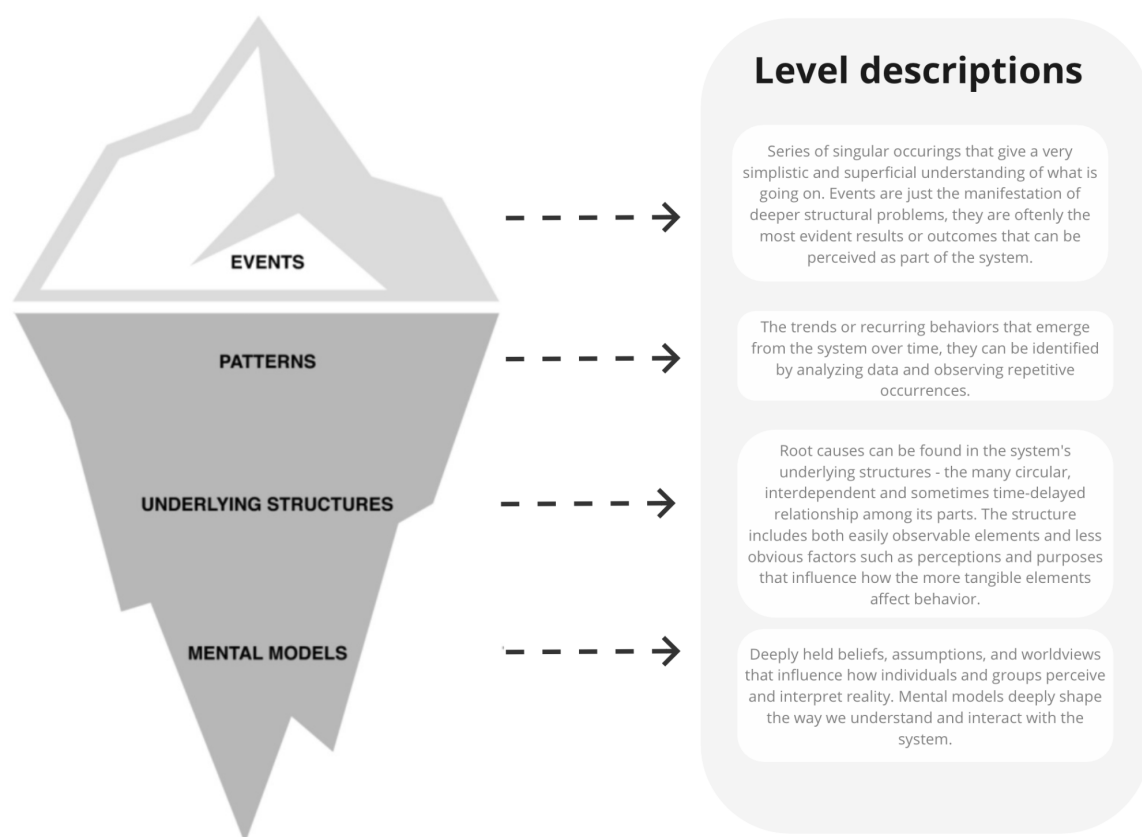 Level descriptions
EVENTS
Series of singular occurings that give a very
simplistic and superficial understanding of what is
going on. Events are just the manifestation of
deeper structural problems, they are oftenly the
most evident results or outcomes that can be
perceived as part of the system.
PATTERNS
The trends or recurring behaviors that emerge
from the system over time, they can be identified
by analyzing data and observing repetitive
occurrences.
UNDERLYING STRUCTURES
Root causes can be found in the system's
underlying structures - the many circular,
interdependent and sometimes time-delayed
relationship among its parts. The structure
includes both easily observable elements and less
obvious factors such as perceptions and purposes
that influence how the more tangible elements
affect behavior.
MENTAL MODELS
Deeply held beliefs, assumptions, and worldviews
that influence how individuals and groups perceive
and interpret reality. Mental models deeply shape
the way we understand and interact with the
system.